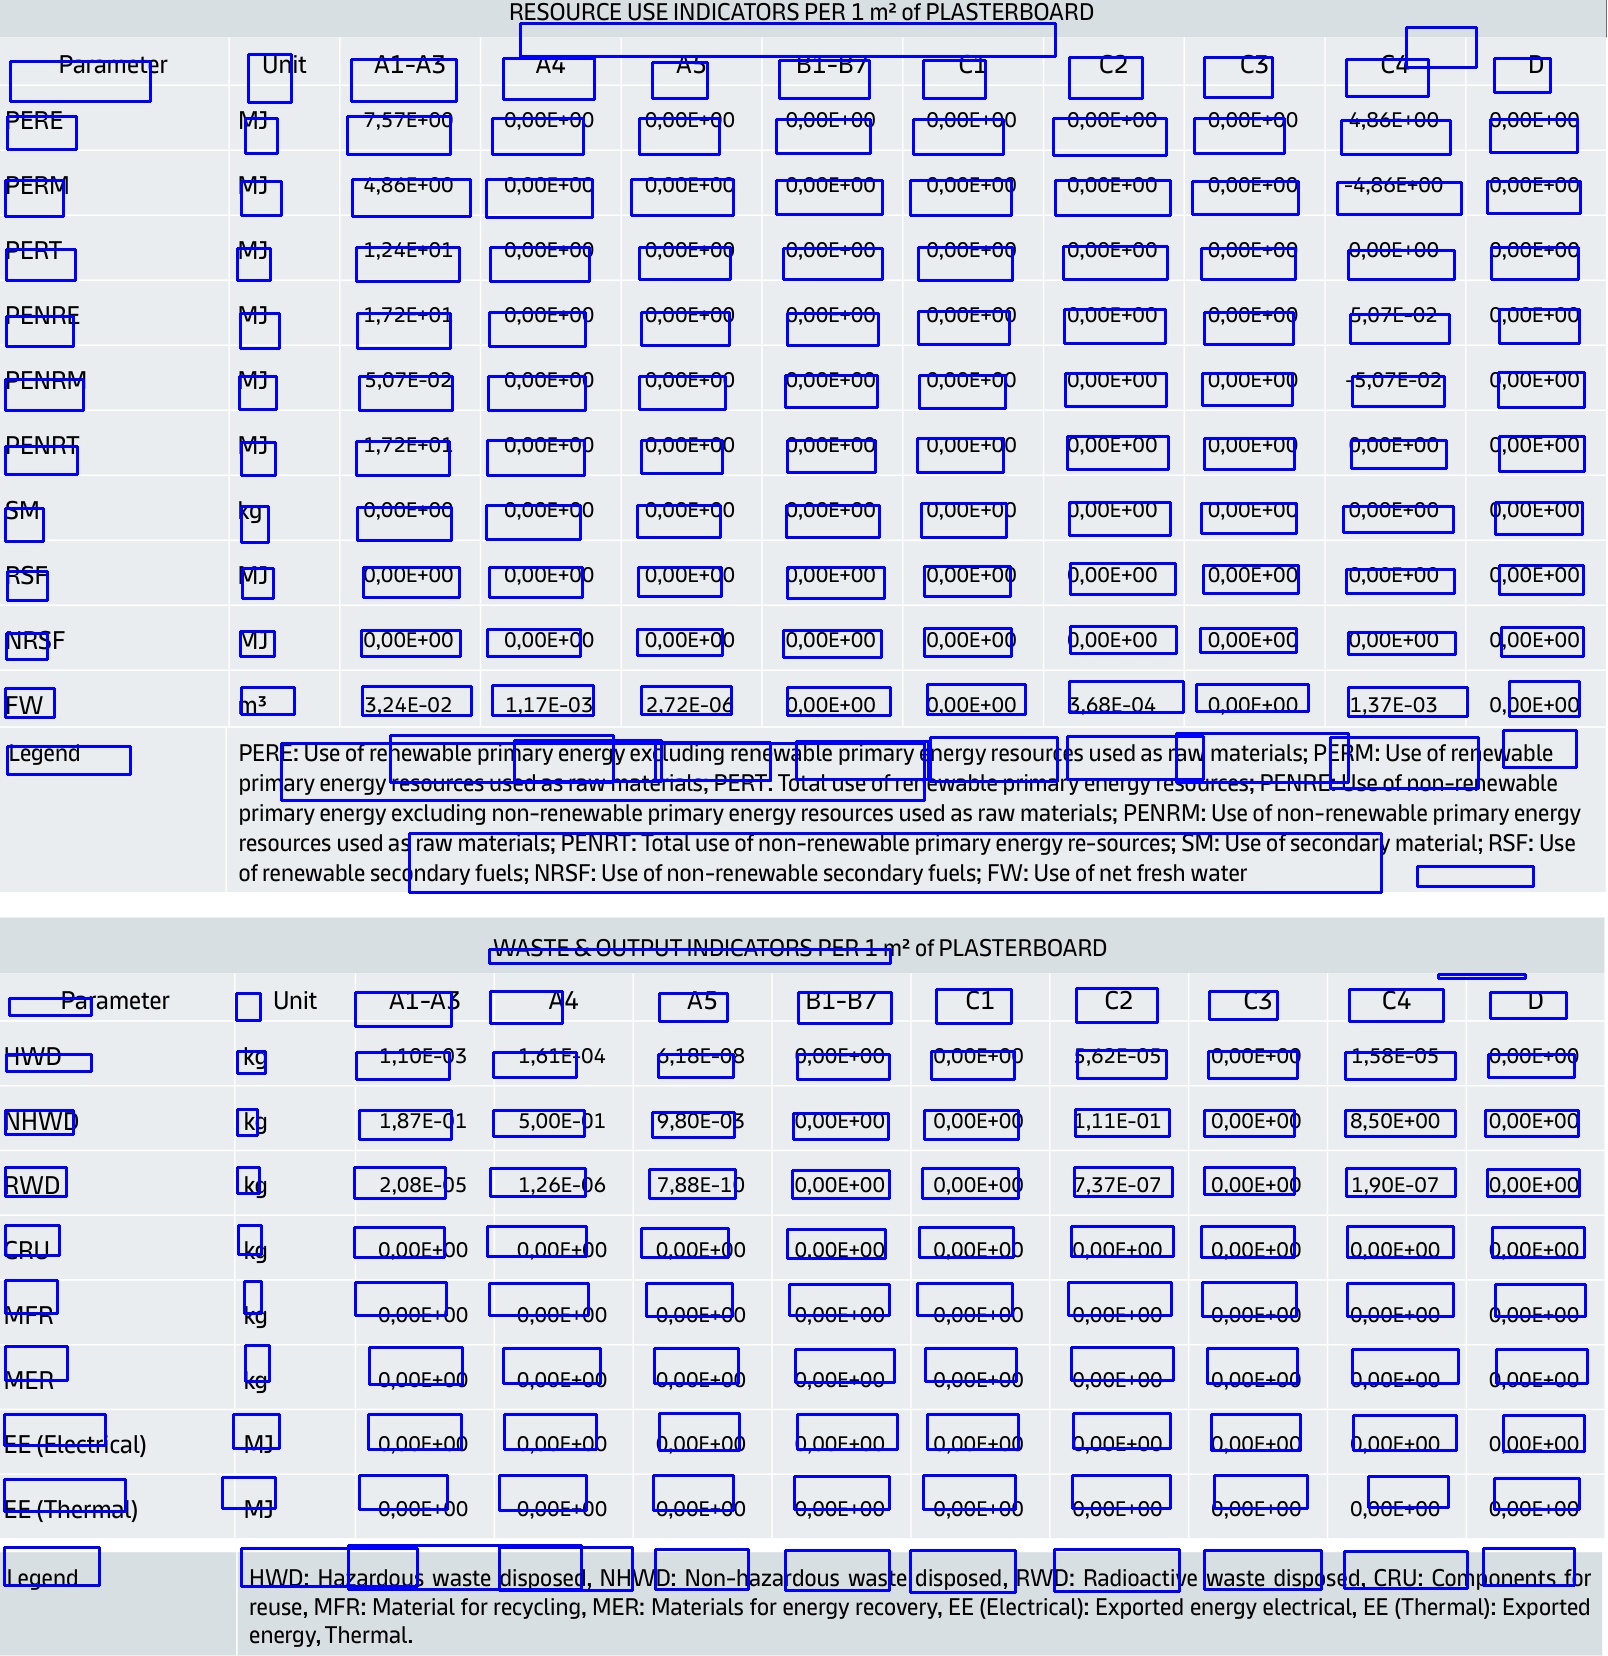 RESOURCE USE INDICATORS PER 1 m² of PLASTERBOARD
Parameter Unit A1-A3 A4 A5 B1-B7 C1 C2 C3 C4 D
PERE MJ 7,57E+00 0,00E+00 0,00E+00 0,00E+00 0,00E+00 0,00E+00 0,00E+00 4,86E+00 0,00E+00
PERM MJ 4,86E+00 0,00E+00 0,00E+00 0,00E+00 0,00E+00 0,00E+00 0,00E+00 -4,86E+00 0,00E+00
PERT MJ 1,24E+01 0,00E+00 0,00E+00 0,00E+00 0,00E+00 0,00E+00 0,00E+00 0,00E+00 0,00E+00
PENRE MJ 1,72E+01 0,00E+00 0,00E+00 0,00E+00 0,00E+00 0,00E+00 0,00E+00 5,07E-02 0,00E+00
PENRM MJ 5,07E-02 0,00E+00 0,00E+00 0,00E+00 0,00E+00 0,00E+00 0,00E+00 -5,07E-02 0,00E+00
PENRT MJ 1,72E+01 0,00E+00 0,00E+00 0,00E+00 0,00E+00 0,00E+00 0,00E+00 0,00E+00 0,00E+00
SM kg 0,00E+00 0,00E+00 0,00E+00 0,00E+00 0,00E+00 0,00E+00 0,00E+00 0,00E+00 0,00E+00
RSF MJ 0,00E+00 0,00E+00 0,00E+00 0,00E+00 0,00E+00 0,00E+00 0,00E+00 0,00E+00 0,00E+00
NRSF MJ 0,00E+00 0,00E+00 0,00E+00 0,00E+00 0,00E+00 0,00E+00 0,00E+00 0,00E+00 0,00E+00
FW m³ 3,24E-02 1,17E-03 2,72E-06 0,00E+00 0,00E+00 3,68E-04 0,00E+00 1,37E-03 0,00E+00
Legend PERE: Use of renewable primary energy excluding renewable primary energy resources used as raw materials; PERM: Use of renewable
primary energy resources used as raw materials; PERT: Total use of renewable primary energy resources; PENRE: Use of non-renewable
primary energy excluding non-renewable primary energy resources used as raw materials; PENRM: Use of non-renewable primary energy
resources used as raw materials; PENRT: Total use of non-renewable primary energy re-sources; SM: Use of secondary material; RSF: Use
of renewable secondary fuels; NRSF: Use of non-renewable secondary fuels; FW: Use of net fresh water
WASTE & OUTPUT INDICATORS PER 1 m² of PLASTERBOARD
Parameter Unit A1-A3 A4 A5 B1-B7 C1 C2 C3 C4 D
HWD kg 1,10E-03 1,61E-04 6,18E-08 0,00E+00 0,00E+00 5,62E-05 0,00E+00 1,58E-05 0,00E+00
NHWD kg 1,87E-01 5,00E-01 9,80E-03 0,00E+00 0,00E+00 1,11E-01 0,00E+00 8,50E+00 0,00E+00
RWD kg 2,08E-05 1,26E-06 7,88E-10 0,00E+00 0,00E+00 7,37E-07 0,00E+00 1,90E-07 0,00E+00
CRU kg 0,00E+00 0,00E+00 0,00E+00 0,00E+00 0,00E+00 0,00E+00 0,00E+00 0,00E+00 0,00E+00
MFR kg 0,00E+00 0,00E+00 0,00E+00 0,00E+00 0,00E+00 0,00E+00 0,00E+00 0,00E+00 0,00E+00
MER kg 0,00E+00 0,00E+00 0,00E+00 0,00E+00 0,00E+00 0,00E+00 0,00E+00 0,00E+00 0,00E+00
EE (Electrical) MJ 0,00E+00 0,00E+00 0,00E+00 0,00E+00 0,00E+00 0,00E+00 0,00E+00 0,00E+00 0,00E+00
EE (Thermal) MJ 0,00E+00 0,00E+00 0,00E+00 0,00E+00 0,00E+00 0,00E+00 0,00E+00 0,00E+00 0,00E+00
Legend HWD: Hazardous waste disposed, NHWD: Non-hazardous waste disposed, RWD: Radioactive waste disposed, CRU: Components for
reuse, MFR: Material for recycling, MER: Materials for energy recovery, EE (Electrical): Exported energy electrical, EE (Thermal): Exported
energy, Thermal.